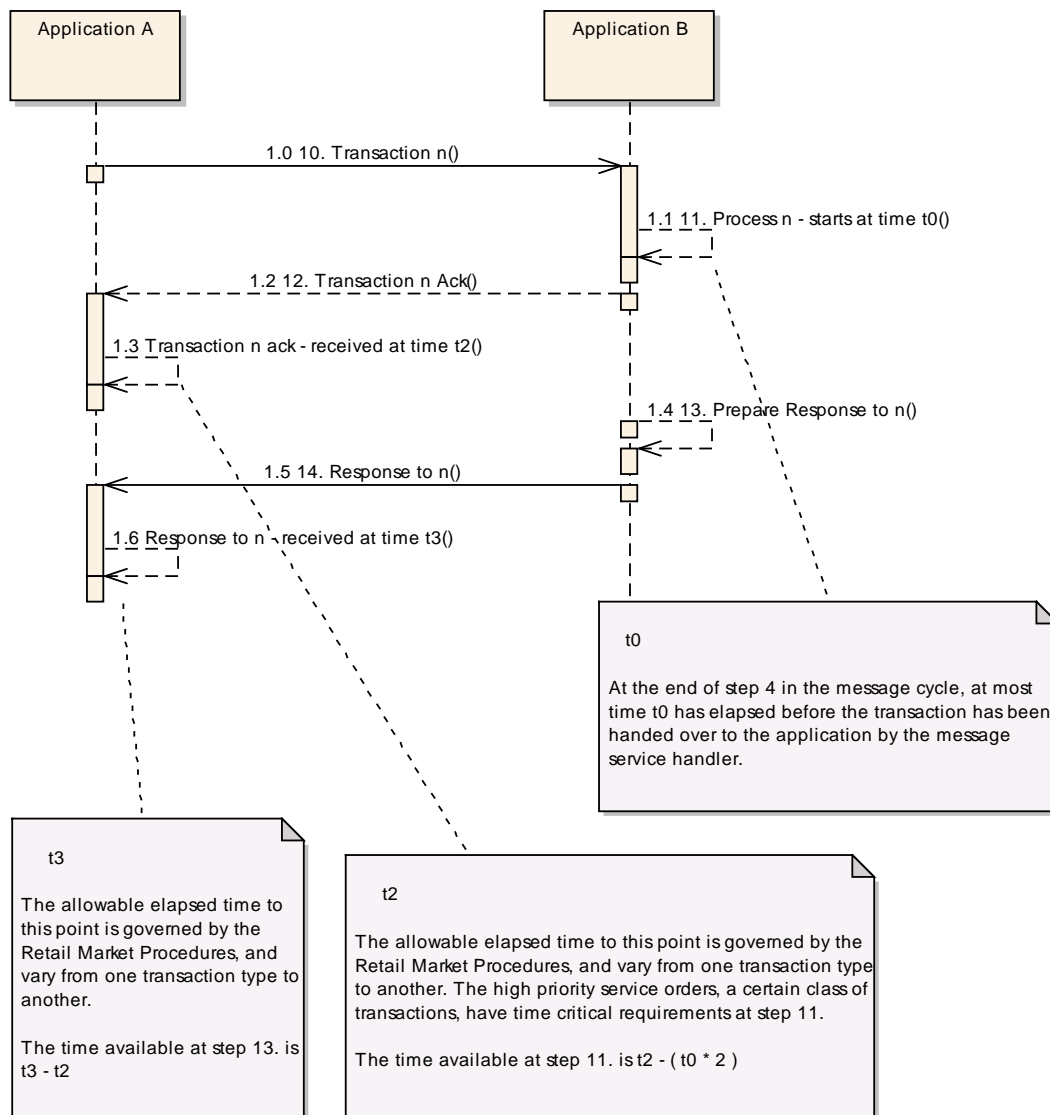 Application A
Application B
1.0 10. Transaction n()
1.1 11. Process n - starts at time t0()
1.2 12. Transaction n Ack()
1.3 Transaction n ack - received at time t2()
1.4 13. Prepare Response to n()
1.5 14. Response to n()
1.6 Response to n - received at time t3()
t0
At the end of step 4 in the message cycle, at most
time t0 has elapsed before the transaction has been
handed over to the application by the message
service handler.
t3
The allowable elapsed time to
this point is governed by the
Retail Market Procedures, and
vary from one transaction type to
another.
The time available at step 13. is
t3 - t2
t2
The allowable elapsed time to this point is governed by the
Retail Market Procedures, and vary from one transaction type
to another. The high priority service orders, a certain class of
transactions, have time critical requirements at step 11.
The time available at step 11. is t2 - ( t0 * 2 )